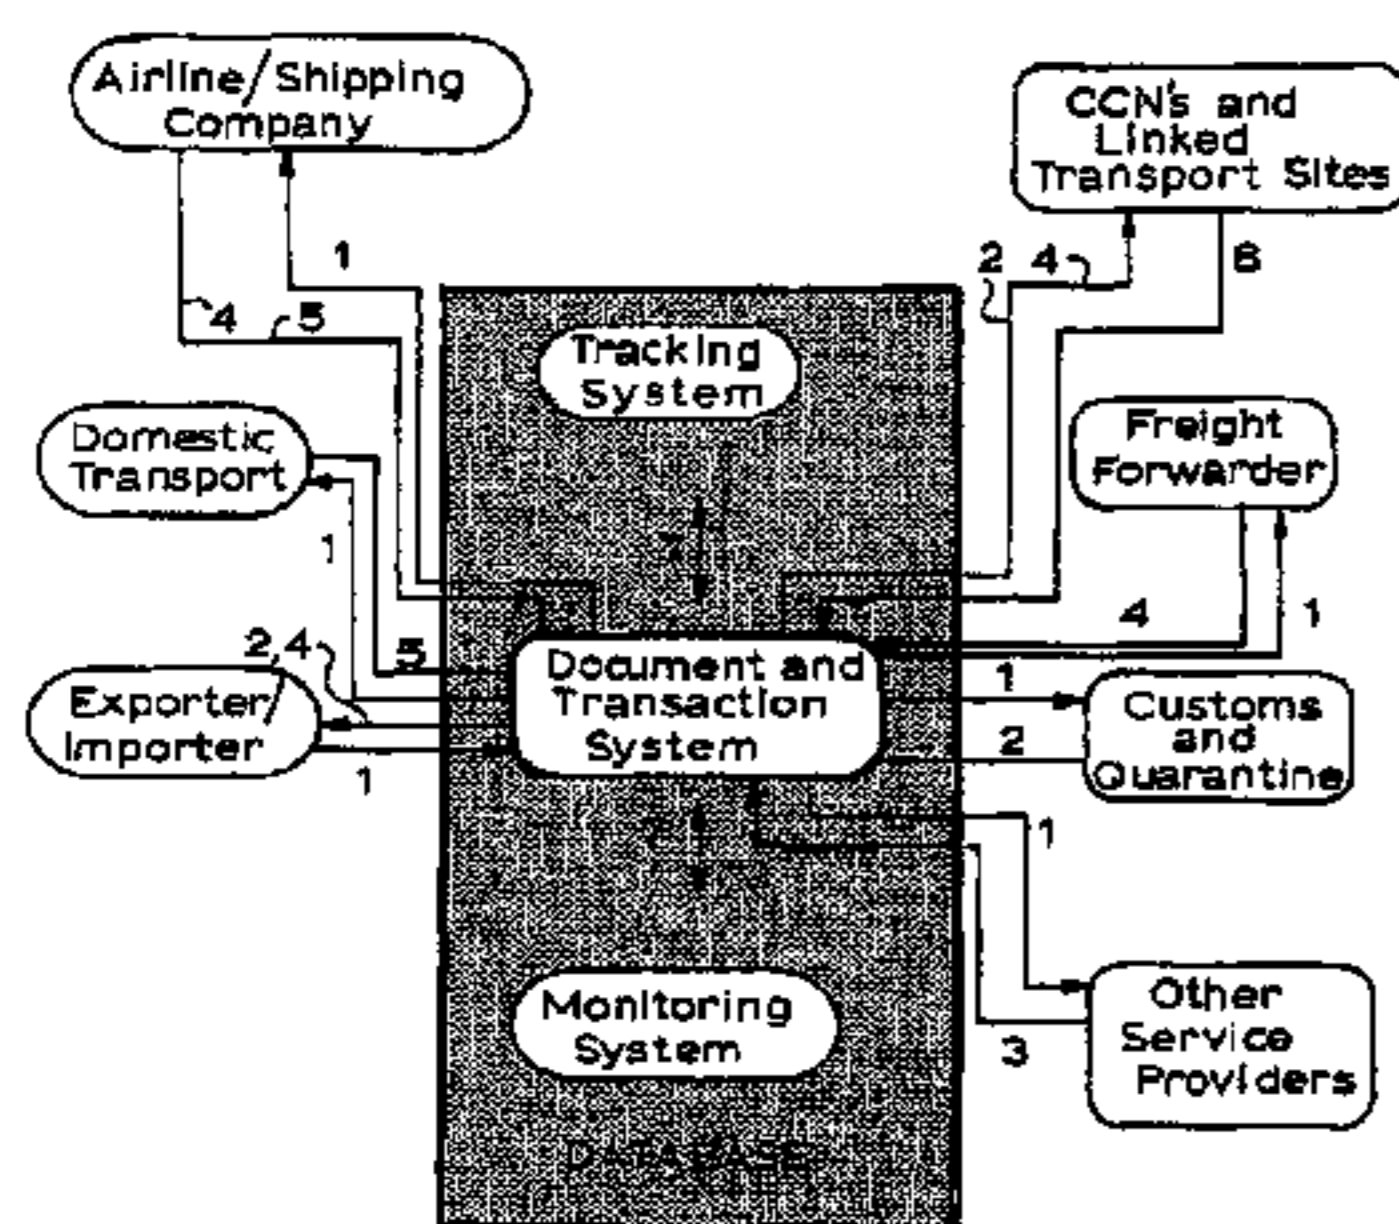 Airline/Shipping
Company
CCN's and
Linked
Transport Sites
1
2 4
6
4 5
Tracking
System
Domestic
Transport
Freight
Forwarder
1
7
4
1
2,4
5
Exporter/
Importer
1
Document and
Transaction
System
1
2
Customs
and
Quarantine
1
3
Other
Service
Providers
Monitoring
System
DATABASE